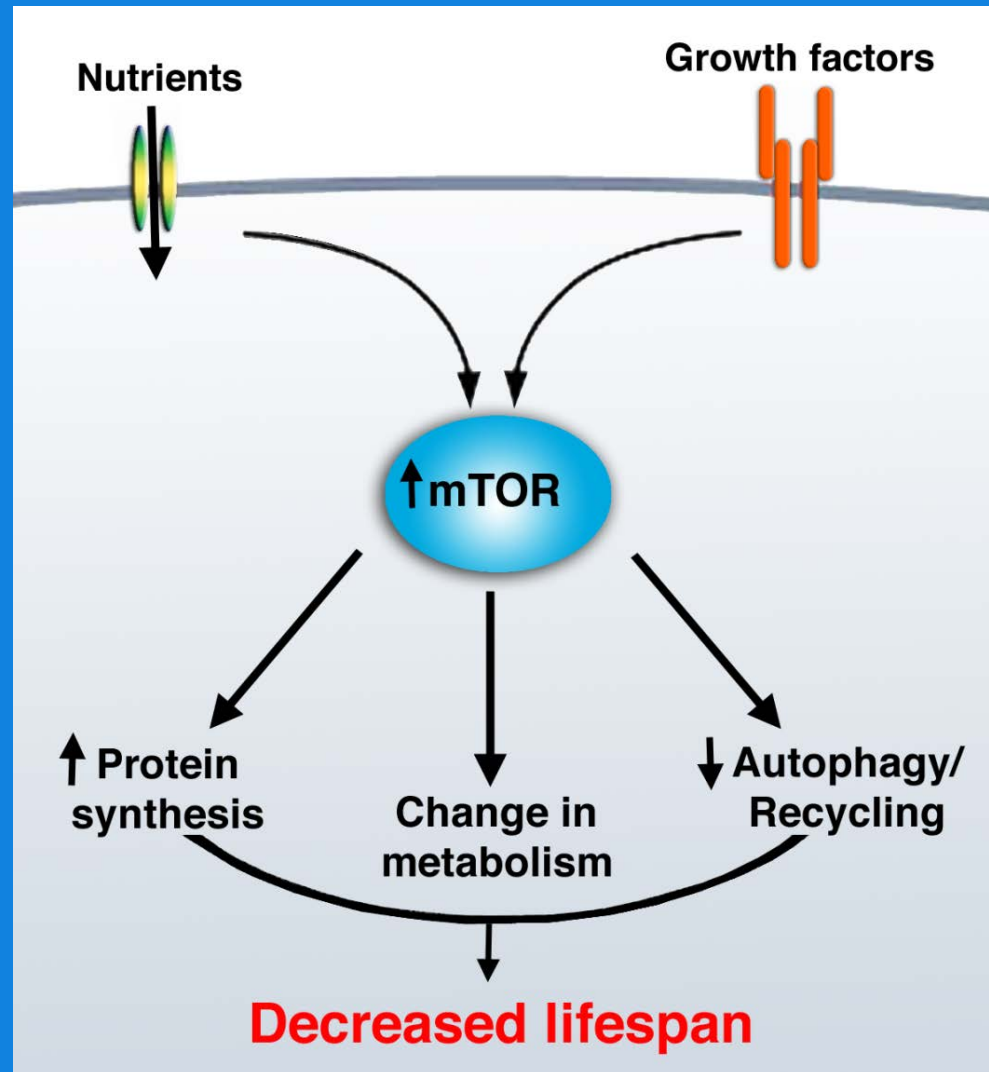 Nutrients
Growth factors
↑mTOR
↑ Protein
synthesis
Change in
metabolism
↓ Autophagy/
Recycling
Decreased lifespan